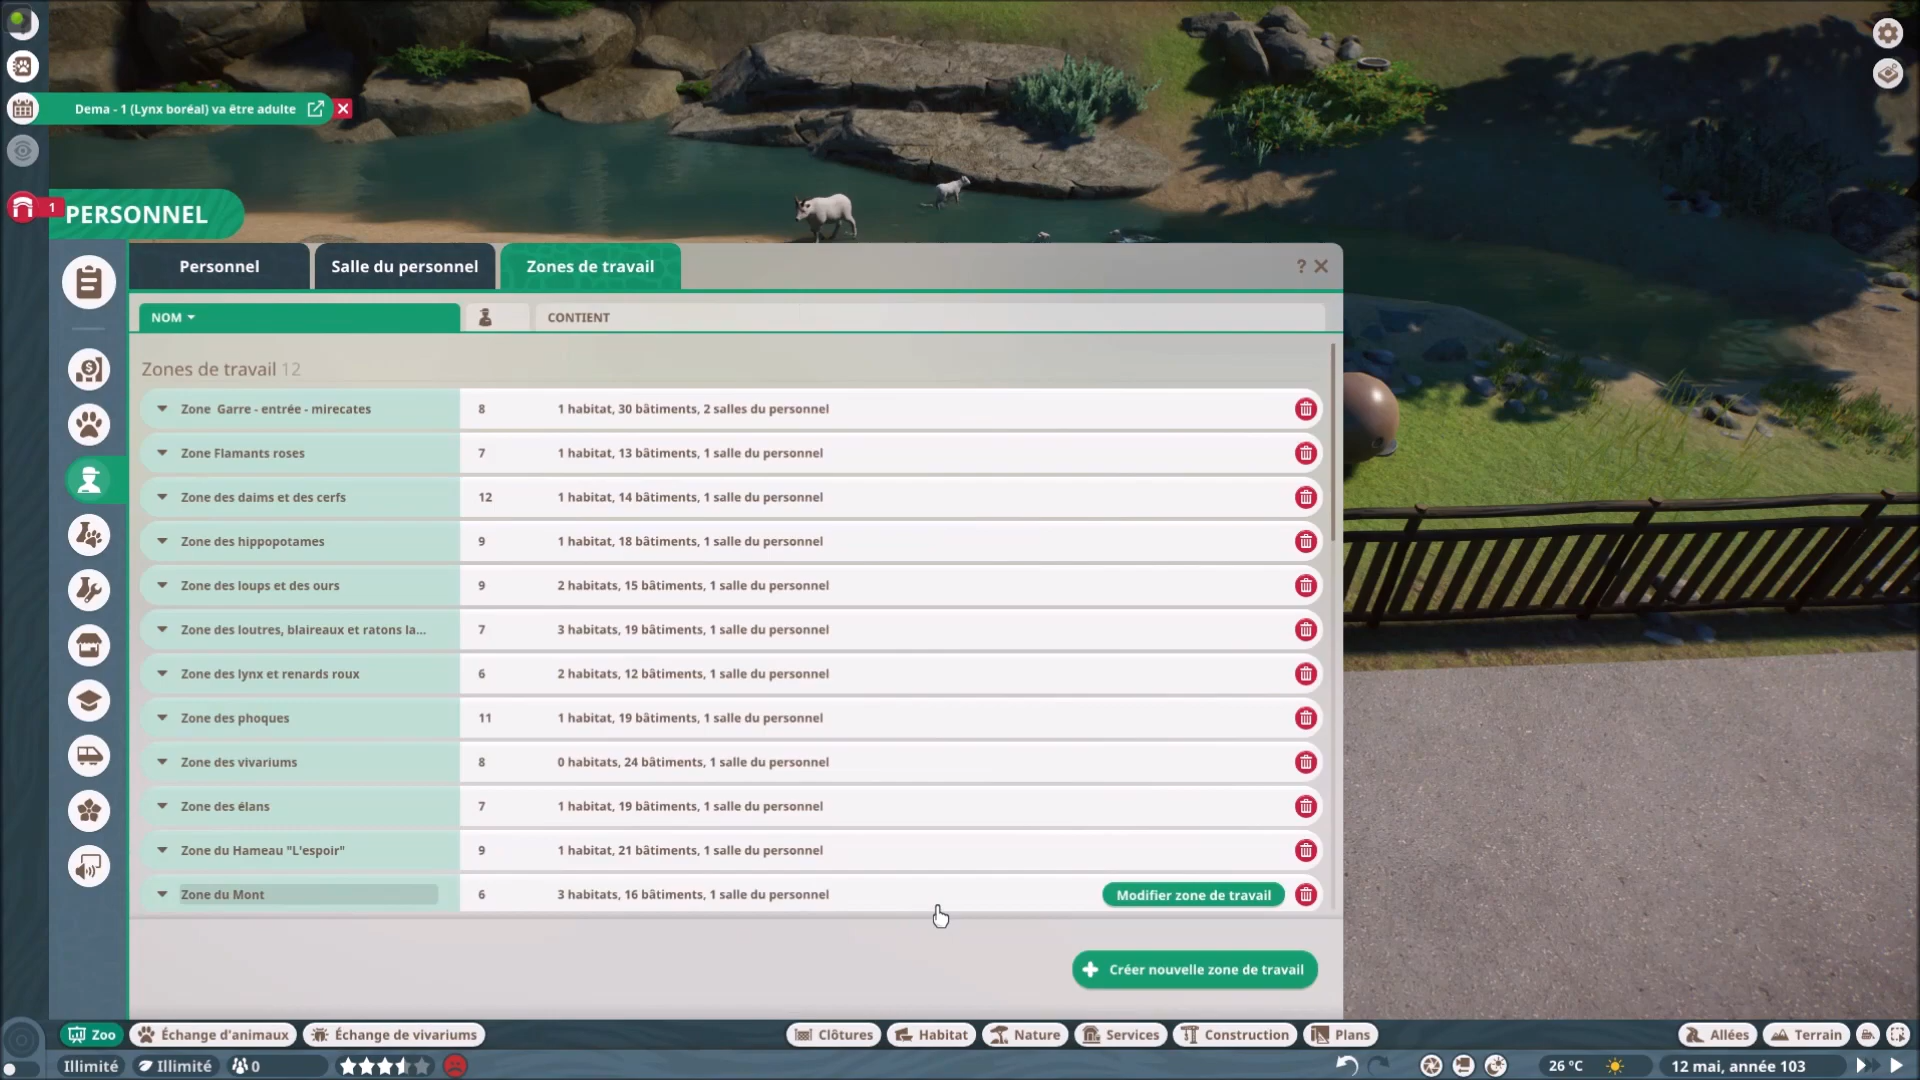 Dema - 1 (Lynx boréal) va être adulte
1
PERSONNEL
Personnel
Salle du personnel
Zones de travail
?
NOM
CONTIENT
Zones de travail 12
Zone  Garre - entrée - mirecates 8 1 habitat, 30 bâtiments, 2 salles du personnel
Zone Flamants roses 7 1 habitat, 13 bâtiments, 1 salle du personnel
Zone des daims et des cerfs 12 1 habitat, 14 bâtiments, 1 salle du personnel
Zone des hippopotames 9 1 habitat, 18 bâtiments, 1 salle du personnel
Zone des loups et des ours 9 2 habitats, 15 bâtiments, 1 salle du personnel
Zone des loutres, blaireaux et ratons la... 7 3 habitats, 19 bâtiments, 1 salle du personnel
Zone des lynx et renards roux 6 2 habitats, 12 bâtiments, 1 salle du personnel
Zone des phoques 11 1 habitat, 19 bâtiments, 1 salle du personnel
Zone des vivariums 8 0 habitats, 24 bâtiments, 1 salle du personnel
Zone des élans 7 1 habitat, 19 bâtiments, 1 salle du personnel
Zone du Hameau "L'espoir" 9 1 habitat, 21 bâtiments, 1 salle du personnel
Zone du Mont 6 3 habitats, 16 bâtiments, 1 salle du personnel Modifier zone de travail
Créer nouvelle zone de travail
Zoo Échange d'animaux Échange de vivariums Clôtures Habitat Nature Services Construction Plans Allées Terrain
Illimité Illimité 0 26 °C 12 mai, année 103